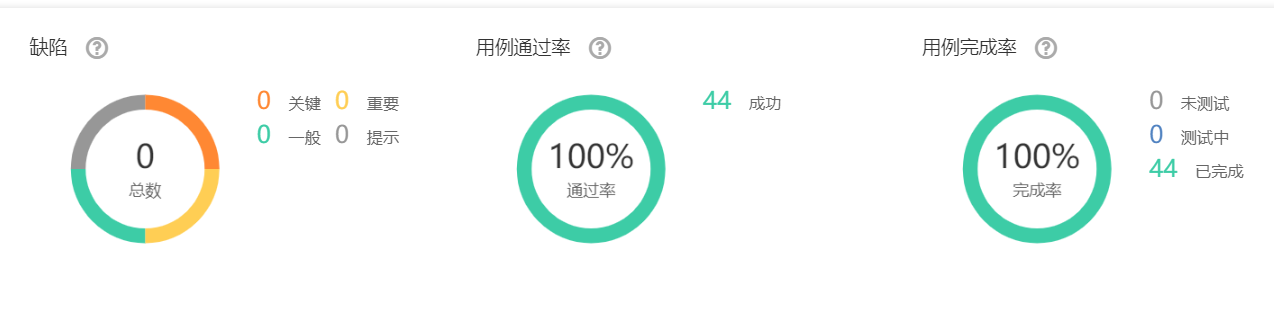 缺陷 ?
0 关键 0 重要
0 一般 0 提示
0
总数
用例通过率 ?
44 成功
100%
通过率
用例完成率 ?
0 未测试
0 测试中
44 已完成
100%
完成率